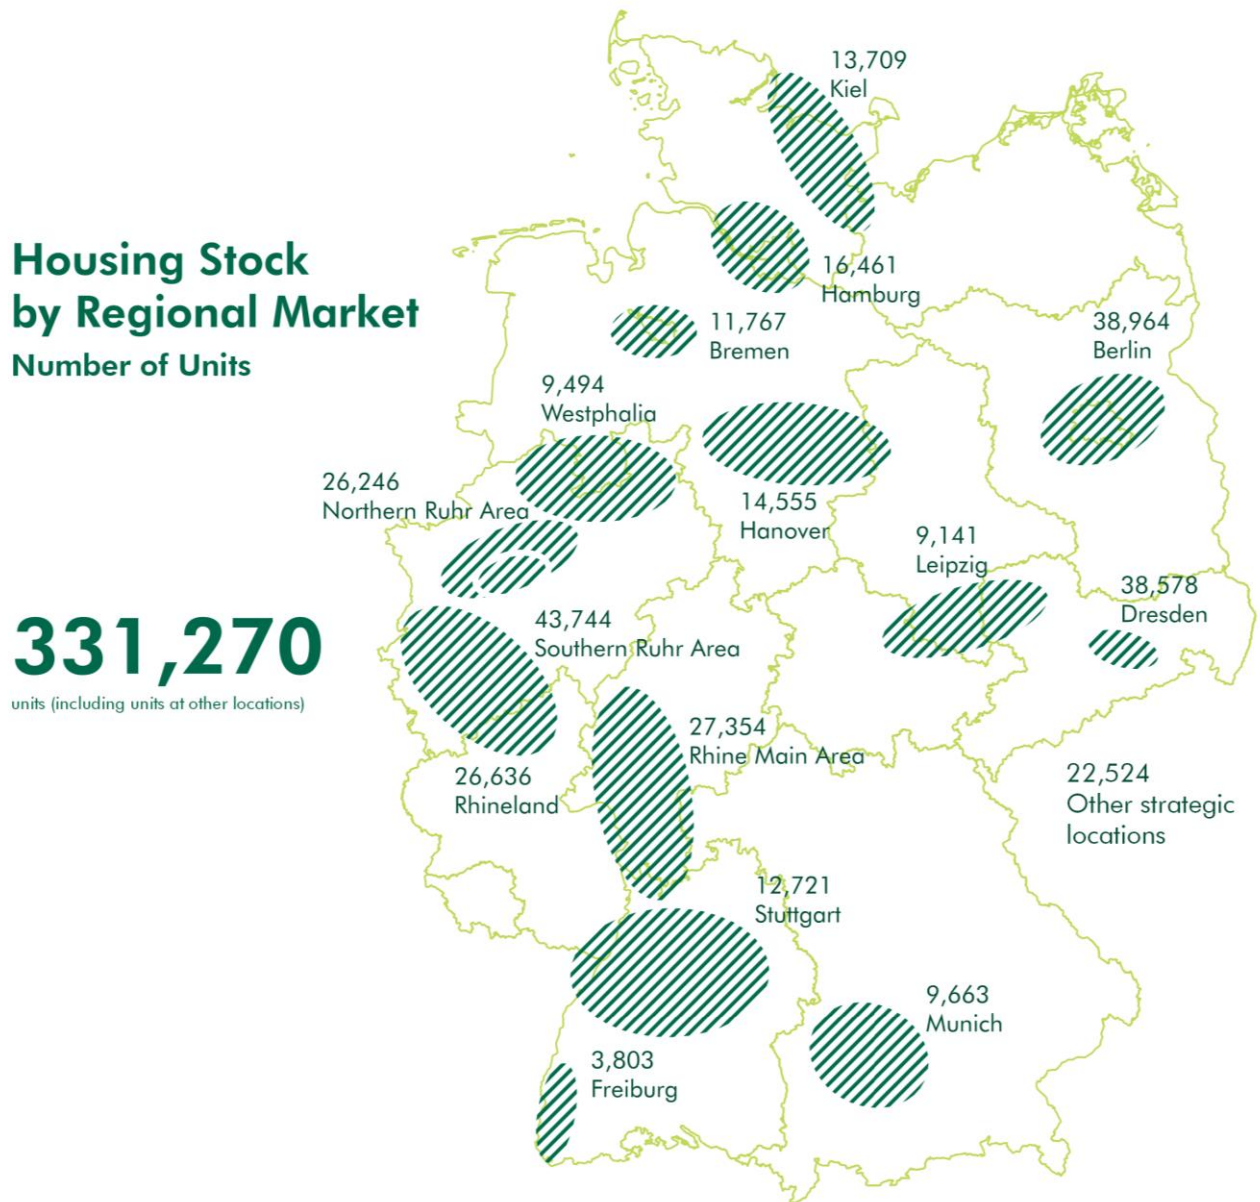 Housing Stock
by Regional Market
Number of Units
331,270
units (including units at other locations)
13,709
Kiel
16,461
Hamburg
11,767
Bremen
38,964
Berlin
9,494
Westphalia
26,246
Northern Ruhr Area
14,555
Hanover
9,141
Leipzig
38,578
Dresden
43,744
Southern Ruhr Area
27,354
Rhine Main Area
26,636
Rhineland
22,524
Other strategic
locations
12,721
Stuttgart
9,663
Munich
3,803
Freiburg